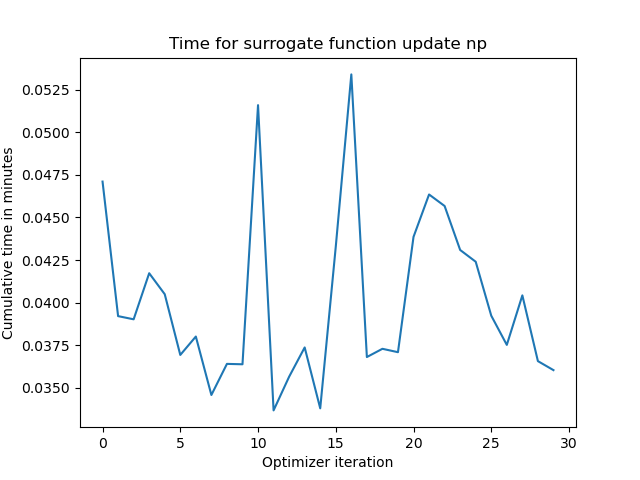 Time for surrogate function update np
Cumulative time in minutes
0.0525
0.0500
0.0475
0.0450
0.0425
0.0400
0.0375
0.0350
0 5 10 15 20 25 30
Optimizer iteration